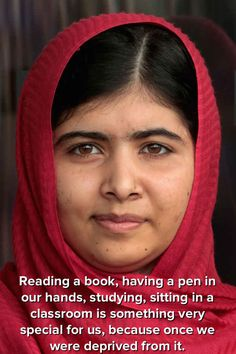 Reading a book, having a pen in
our hands, studying, sitting in a
classroom is something very
special for us, because once we
were deprived from it.